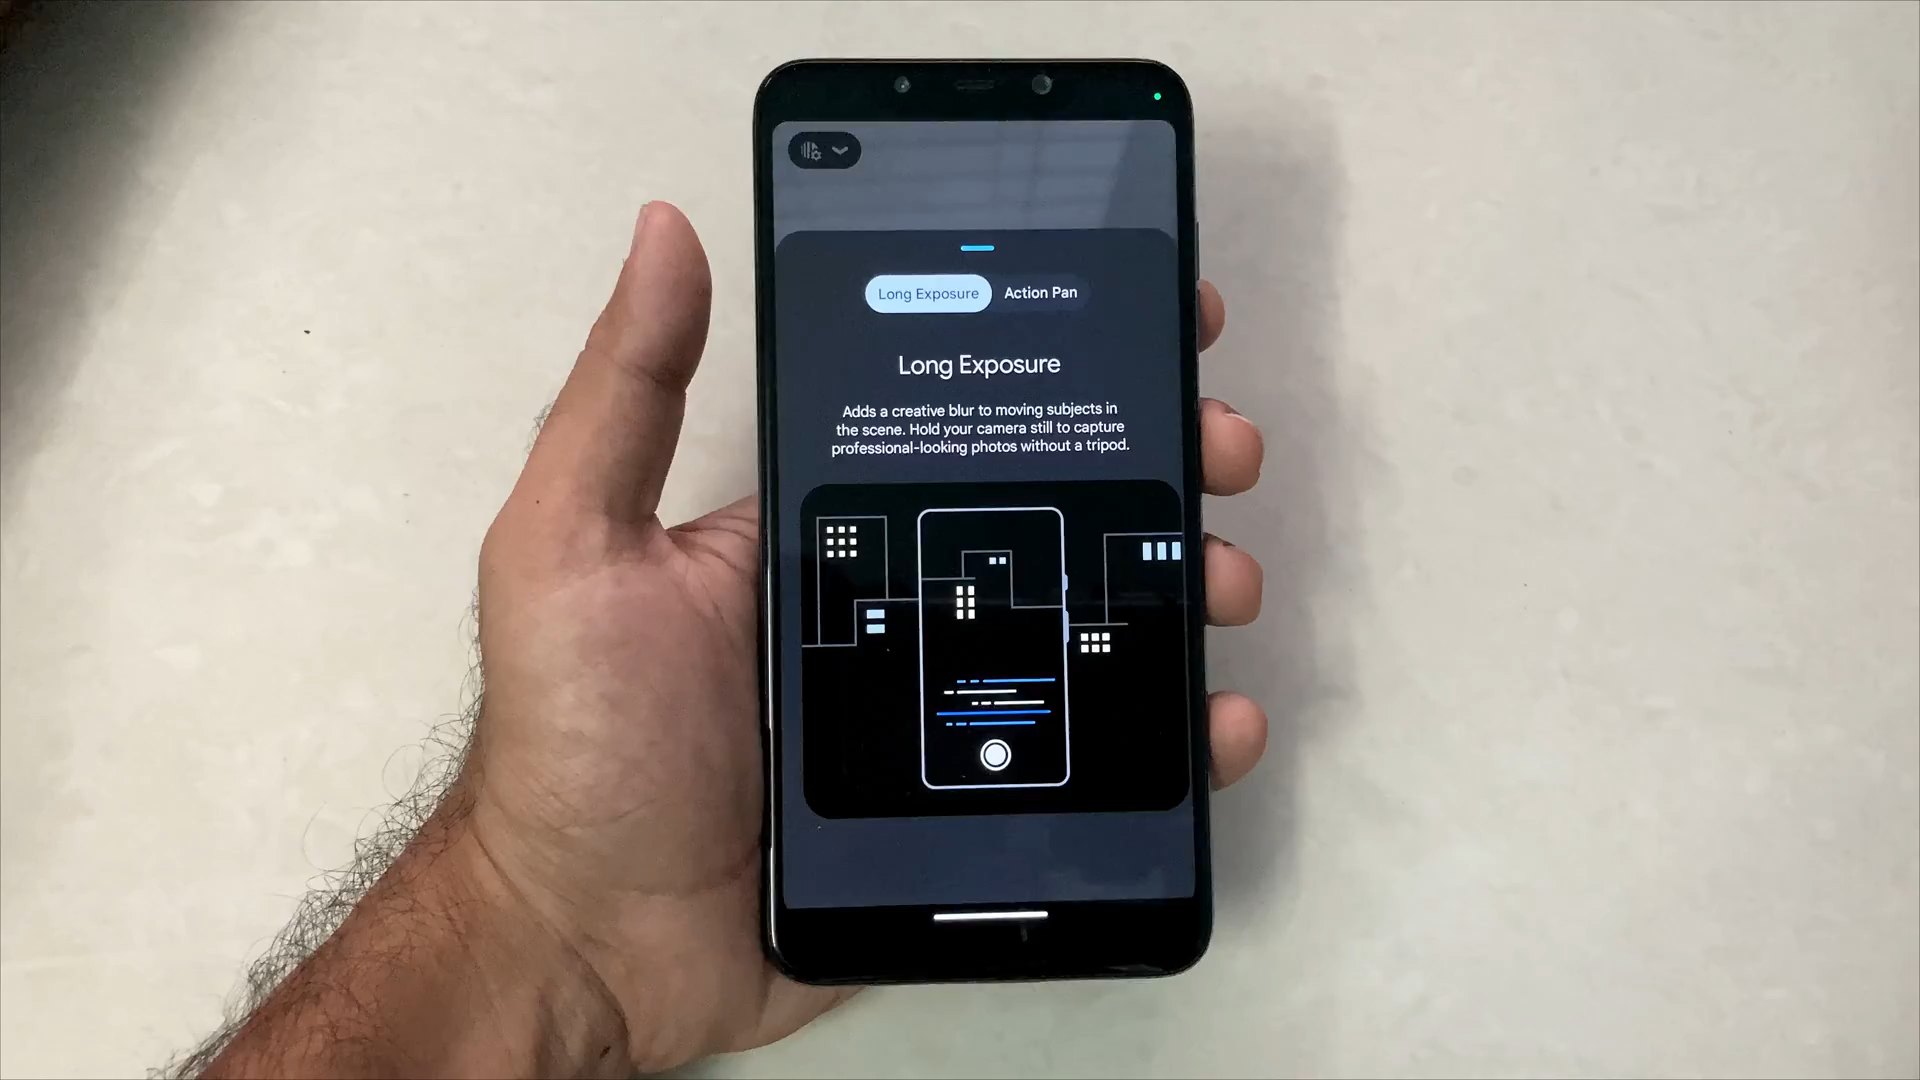 Long Exposure Action Pan
Long Exposure
Adds a creative blur to moving subjects in
the scene. Hold your camera still to capture
professional-looking photos without a tripod.